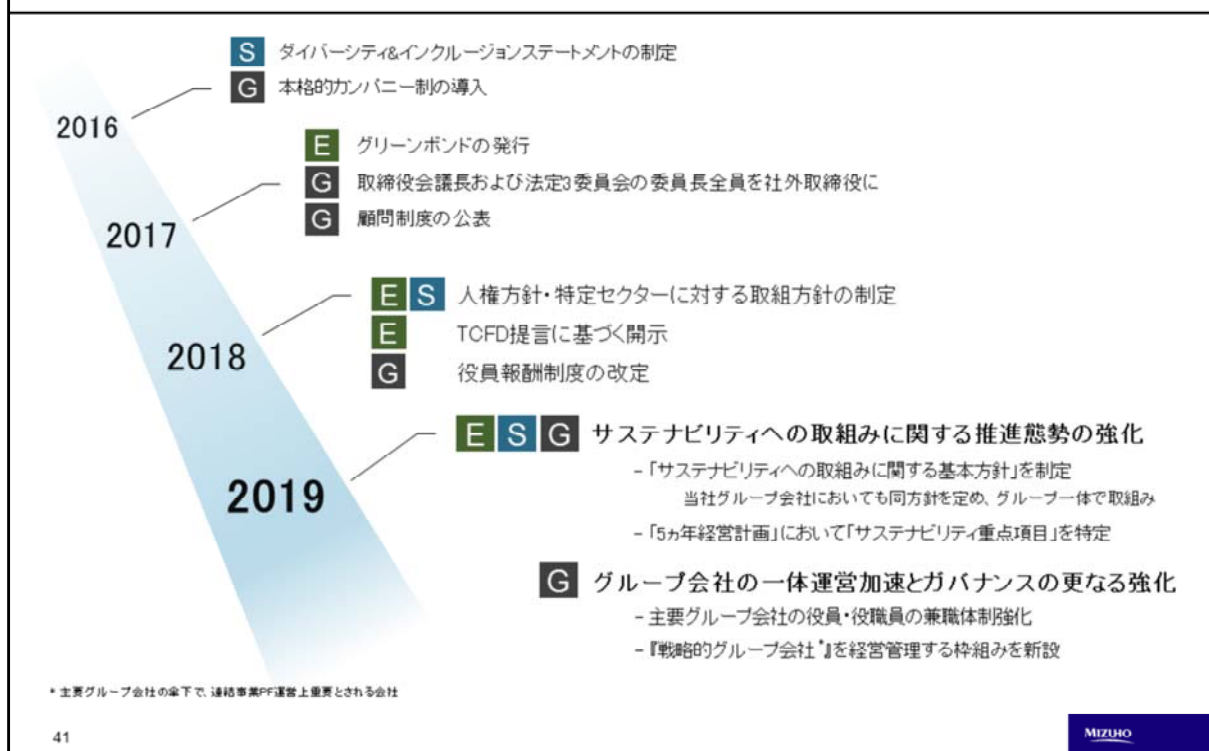 S ダイバーシティ&インクルージョンステートメントの制定
G 本格的カンパニー制の導入
2016
E グリーンボンドの発行
G 取締役会議長および法定3委員会の委員長全員を社外取締役に
G 顧問制度の公表
2017
E S 人権方針・特定セクターに対する取組方針の制定
E TCFD提言に基づく開示
G 役員報酬制度の改定
2018
E S G サステナビリティへの取組みに関する推進態勢の強化
-「サステナビリティへの取組みに関する基本方針」を制定
当社グループ会社においても同方針を定め、グループ一体で取組み
-「5ヵ年経営計画」において「サステナビリティ重点項目」を特定
2019
G グループ会社の一体運営加速とガバナンスの更なる強化
- 主要グループ会社の役員・役職員の兼職体制強化
-『戦略的グループ会社*』を経営管理する枠組みを新設
* 主要グループ会社の傘下で、連結事業PF運営上重要とされる会社
41
MIZUHO